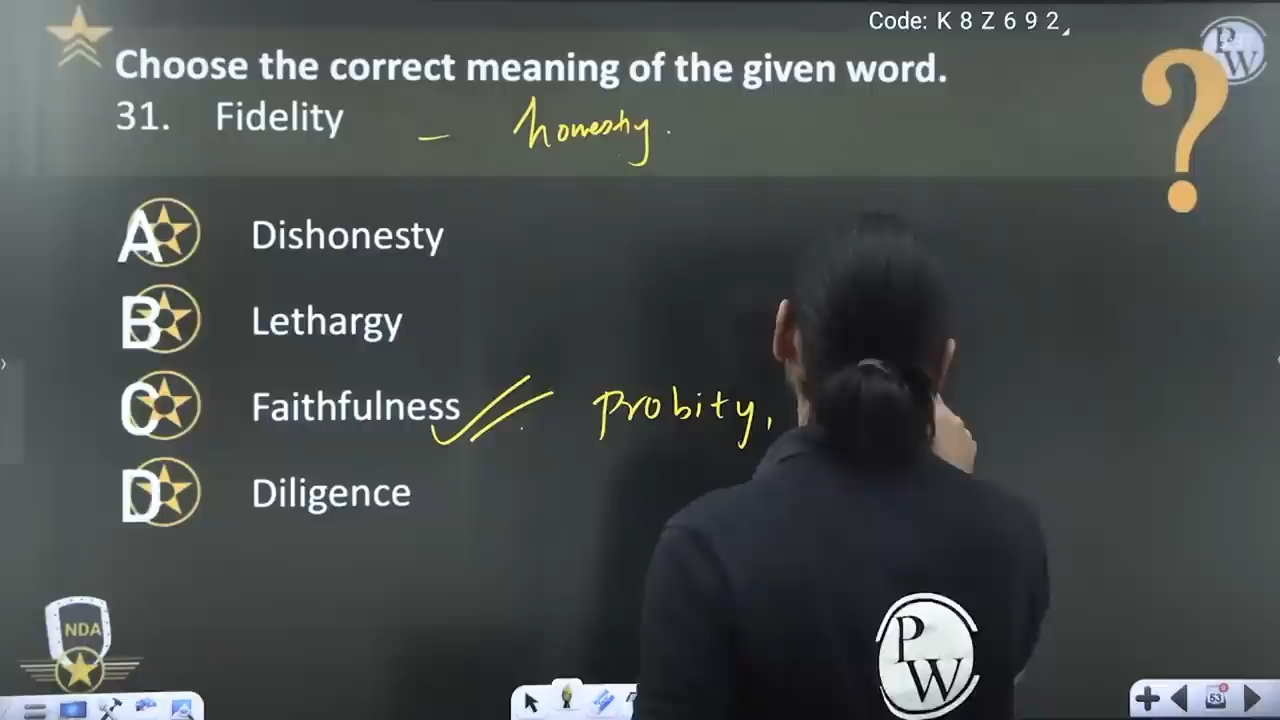 Code: K 8 Z 6 9 2
Choose the correct meaning of the given word.
31. Fidelity - honesty.
A Dishonesty
B Lethargy
C Faithfulness probity,
D Diligence
NDA
PW
PW
53